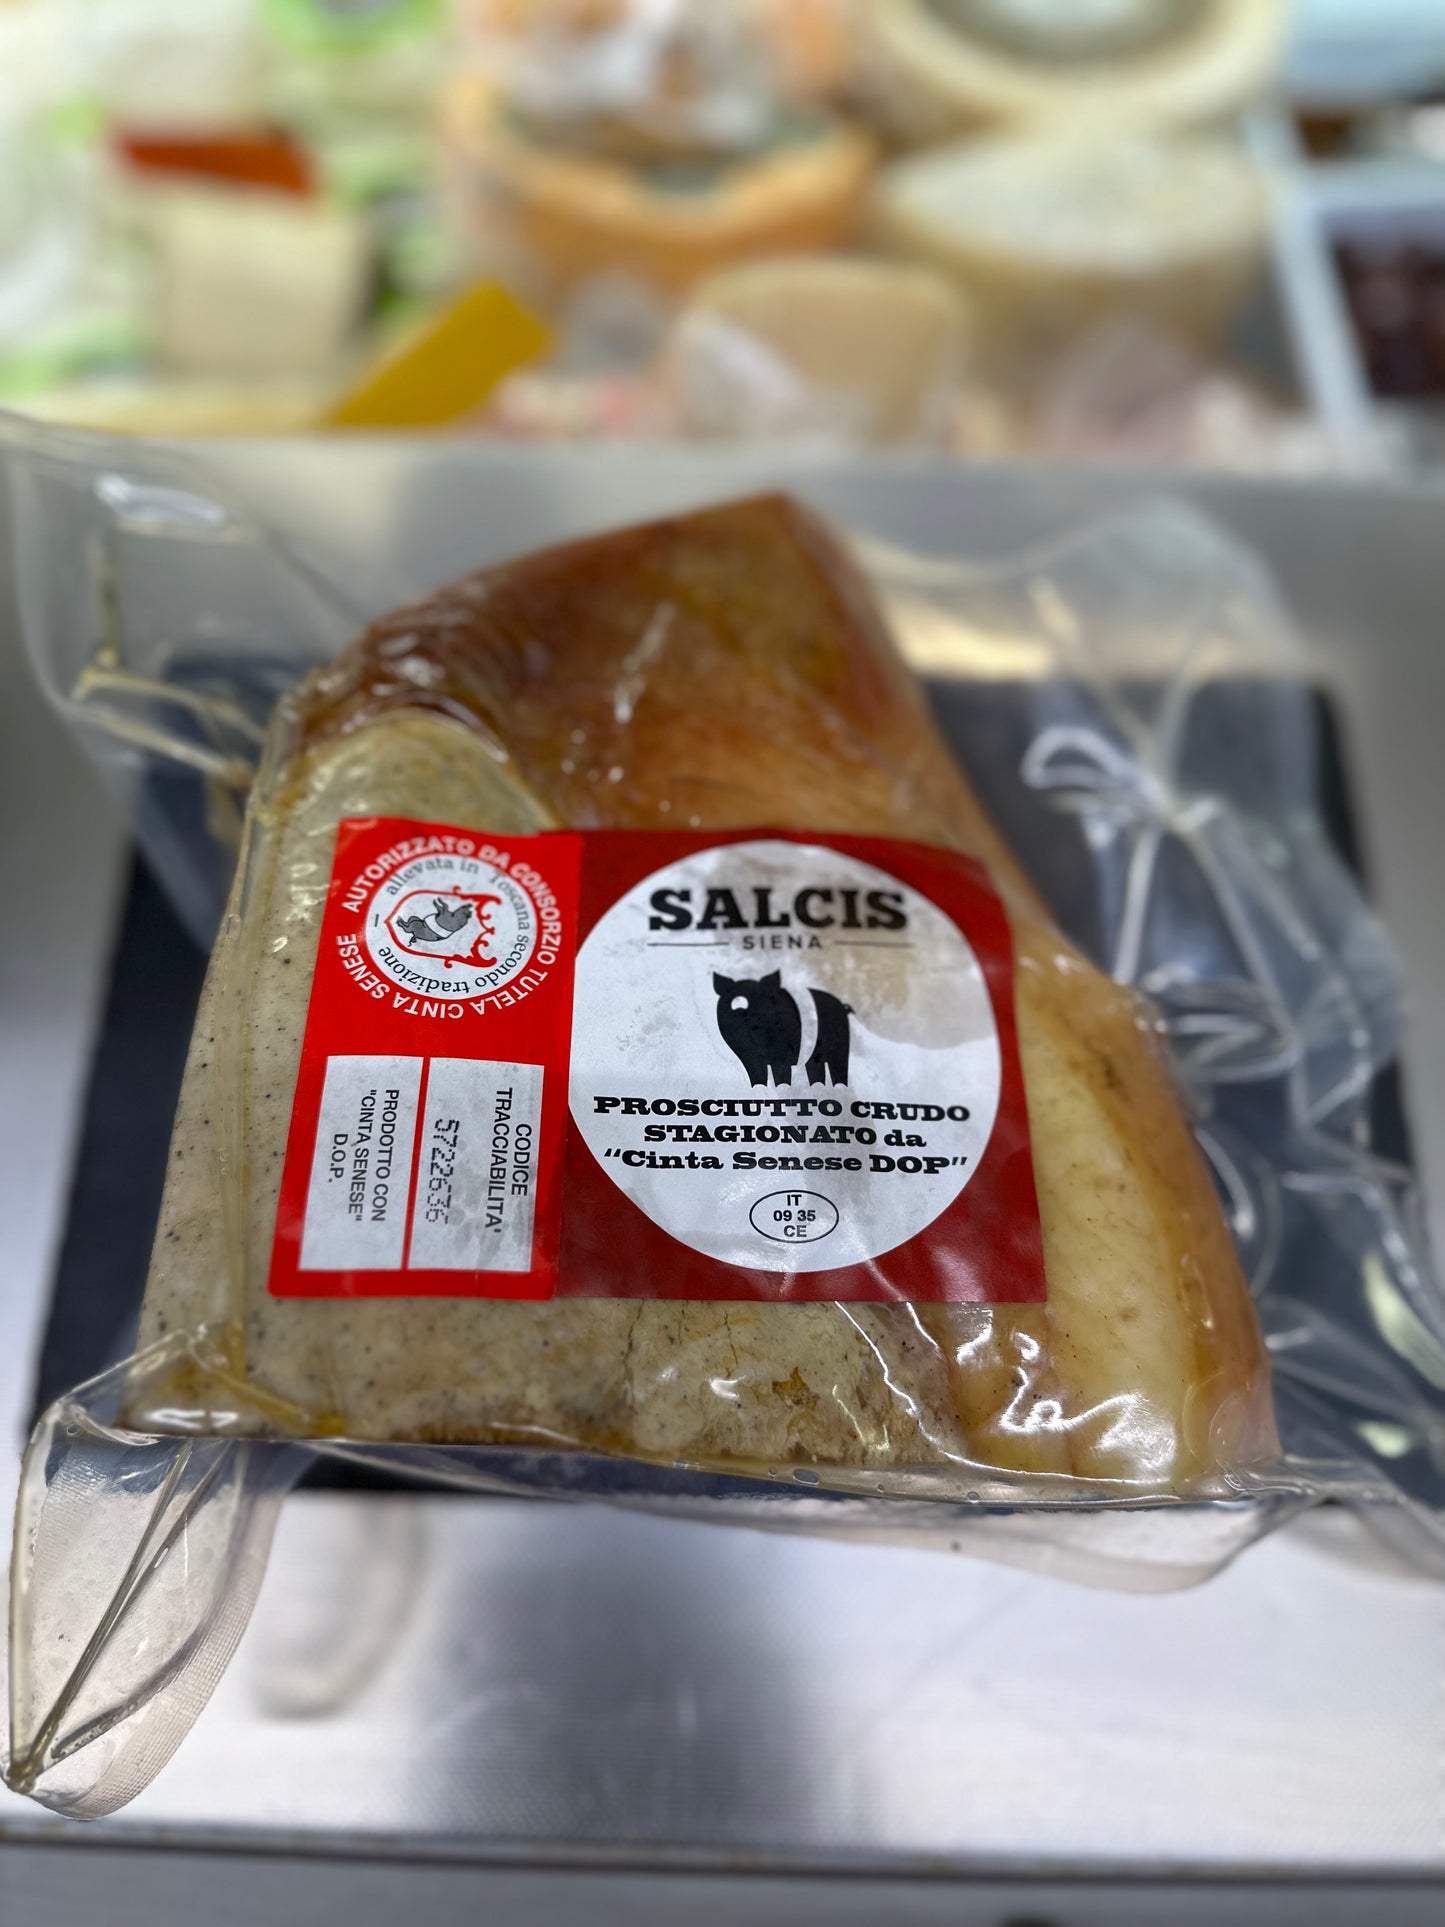 AUTORIZZATO DA CONSORZIO TUTELA CINTA SENESE
allevata in Toscana secondo tradizione –
CODICE
TRACCIABILITA'
5722636
PRODOTTO CON
"CINTA SENESE"
D.O.P.
SALCIS
SIENA
PROSCIUTTO CRUDO
STAGIONATO da
“Cinta Senese DOP”
IT
09 35
CE